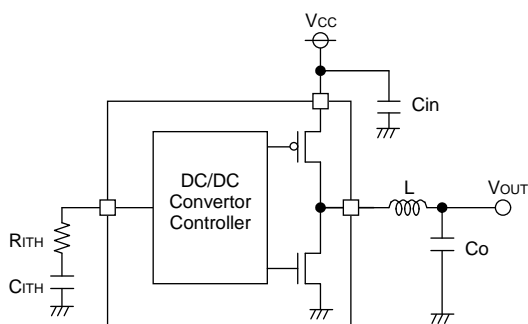 VCC
Cin
DC/DC
Convertor
Controller
L
VOUT
RITH
Co
CITH